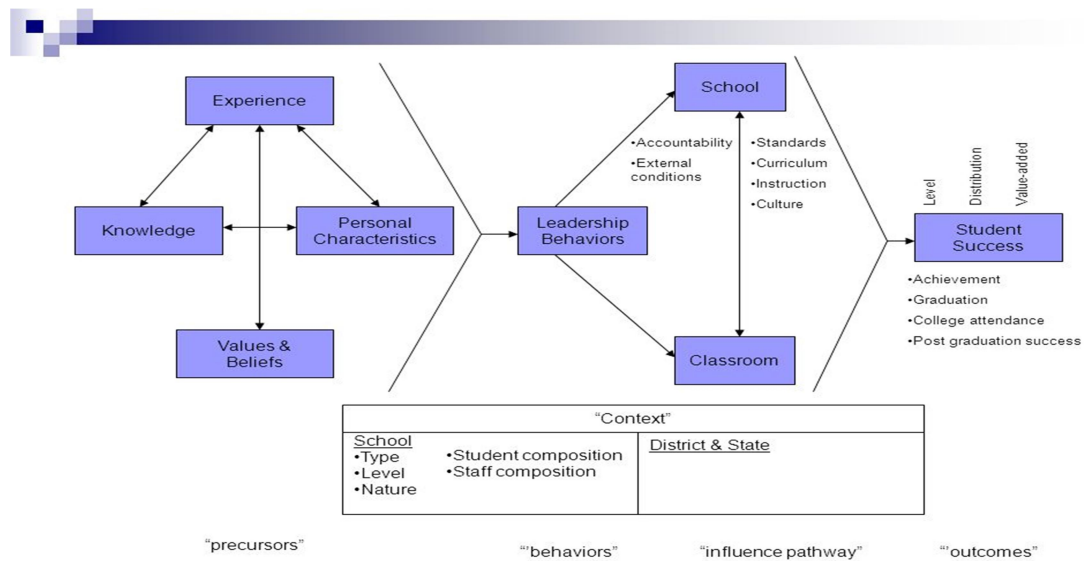 Experience
Knowledge
Personal
Characteristics
Values &
Beliefs
Leadership
Behaviors
School
•Accountability
•External
conditions
•Standards
•Curriculum
•Instruction
•Culture
Classroom
Level
Distribution
Value-added
Student
Success
•Achievement
•Graduation
•College attendance
•Post graduation success
“Context”
School
•Type
•Level
•Nature
•Student composition
•Staff composition
District & State
“precursors”
“’behaviors”
“influence pathway”
“’outcomes”